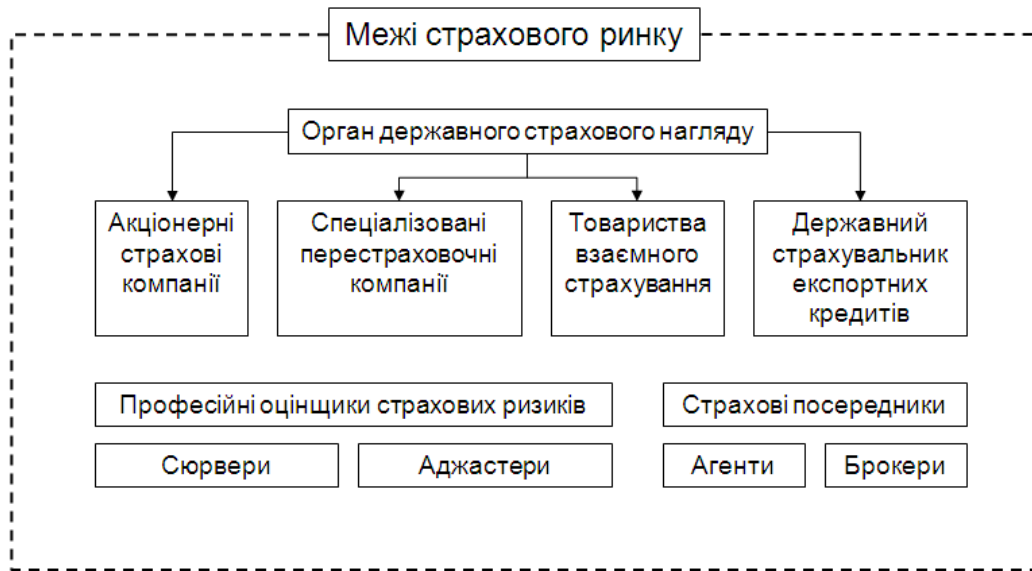 Межі страхового ринку
Орган державного страхового нагляду
Акціонерні
страхові
компанії
Спеціалізовані
перестраховочні
компанії
Товариства
взаємного
страхування
Державний
страхувальник
експортних
кредитів
Професійні оцінщики страхових ризиків
Страхові посередники
Сюрвери
Аджастери
Агенти
Брокери